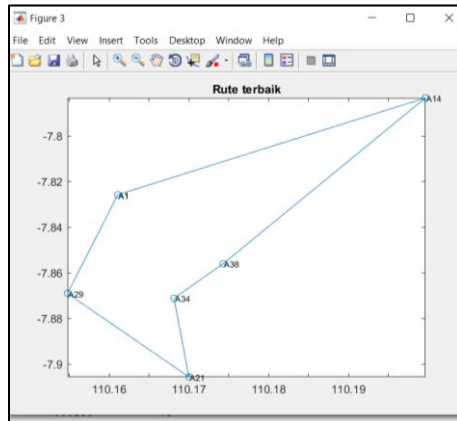 Figure 3
File Edit View Insert Tools Desktop Window Help
Rute terbaik
A14
-7.8
-7.82
A1
-7.84
-7.86
A38
A29
A34
-7.88
-7.9
A21
110.16 110.17 110.18 110.19